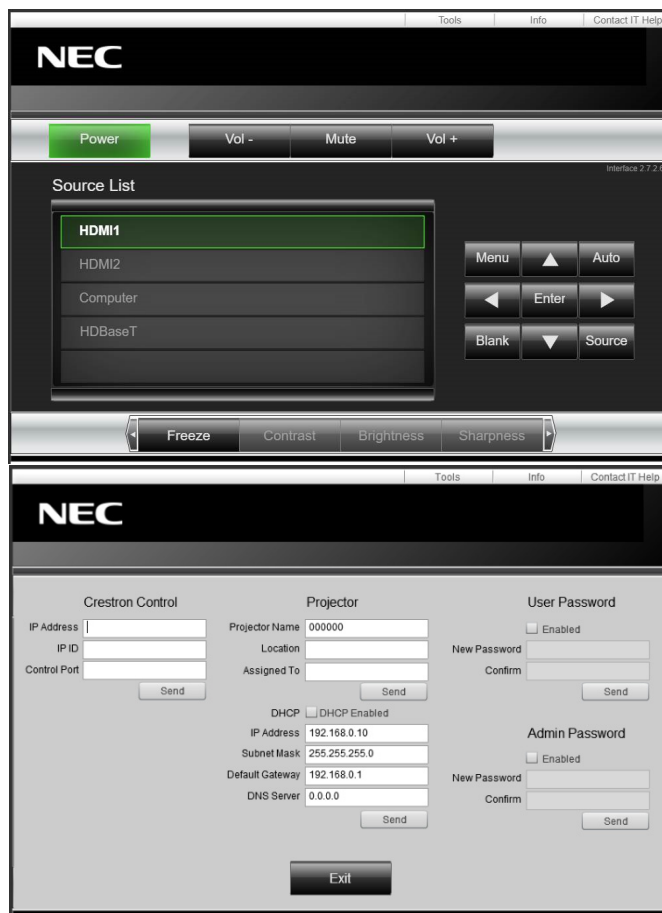 Tools Info Contact IT Help
NEC
Power Vol - Mute Vol +
Interface 2.7.2.6
Source List
HDMI1
HDMI2
Computer
HDBaseT
Menu Auto
Enter
Blank Source
Freeze Contrast Brightness Sharpness
Tools Info Contact IT Help
NEC
Crestron Control
IP Address
IP ID
Control Port
Send
Projector
Projector Name 000000
Location
Assigned To
Send
DHCP DHCP Enabled
IP Address 192.168.0.10
Subnet Mask 255.255.255.0
Default Gateway 192.168.0.1
DNS Server 0.0.0.0
Send
User Password
Enabled
New Password
Confirm
Send
Admin Password
Enabled
New Password
Confirm
Send
Exit